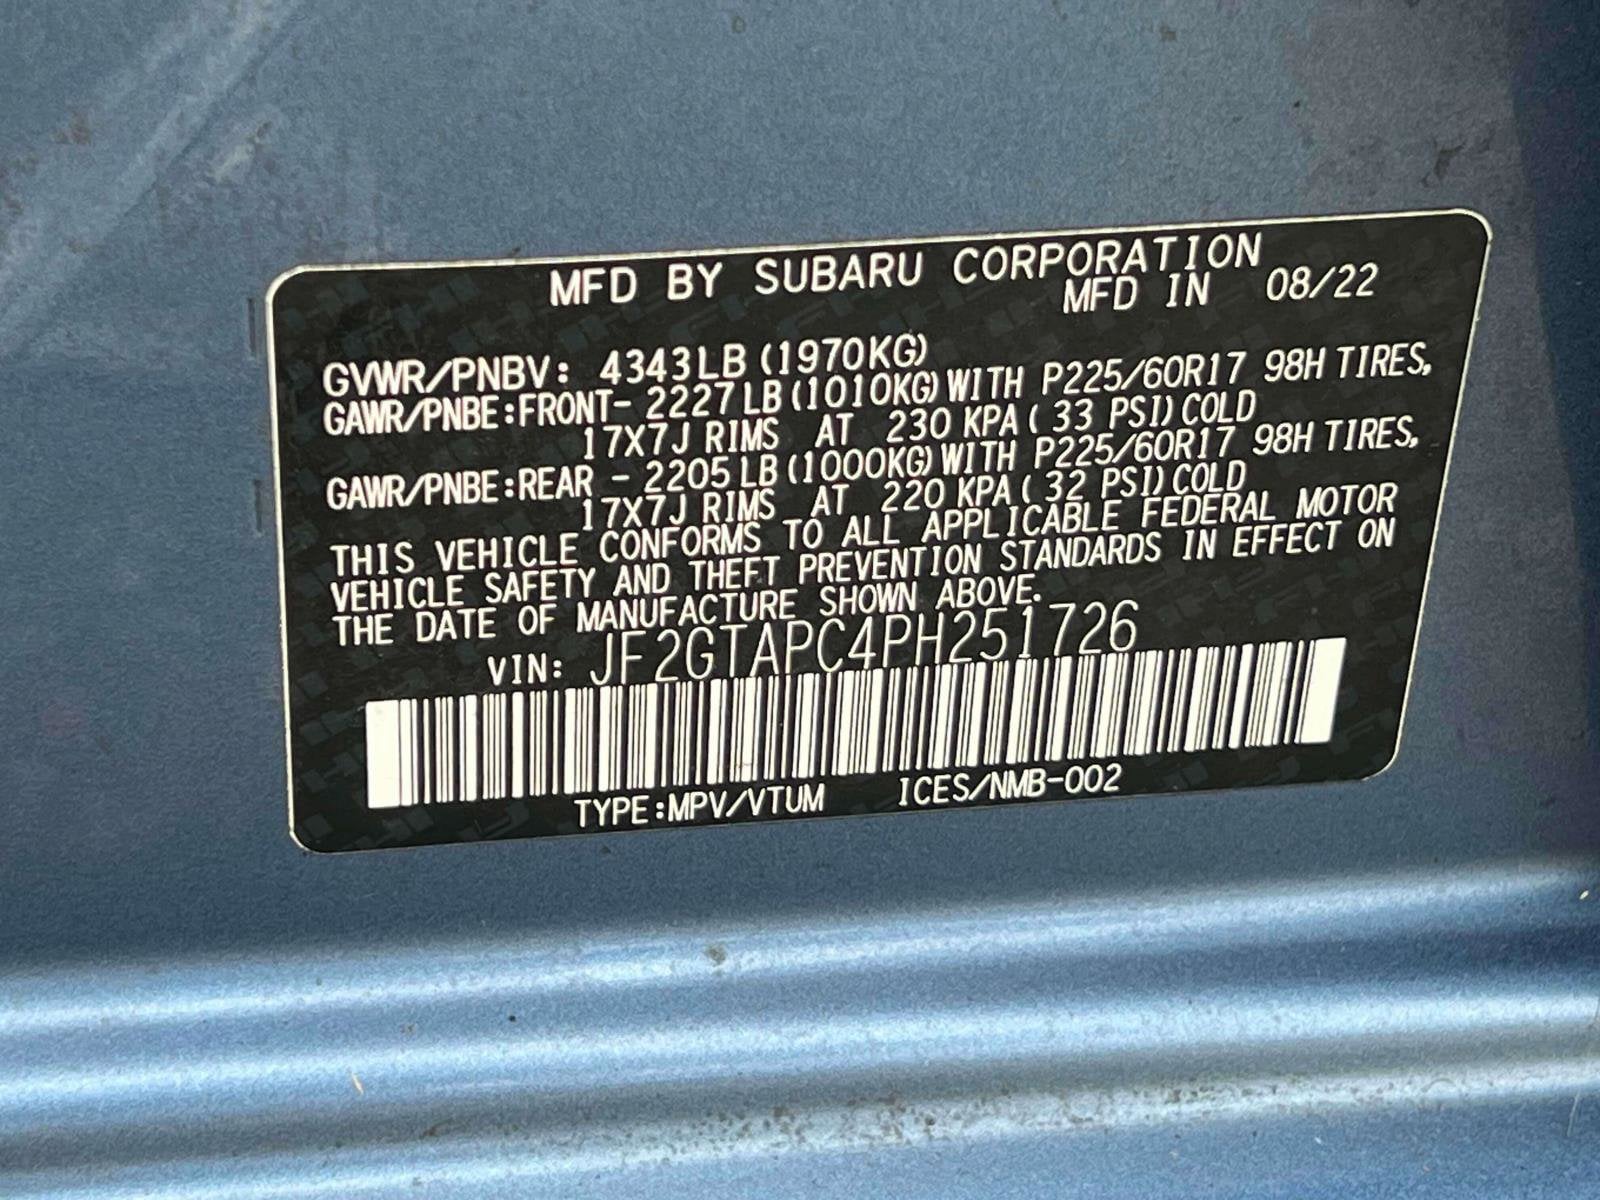 MFD BY SUBARU CORPORATION
MFD IN 08/22
GVWR/PNBV: 4343LB (1970KG)
GAWR/PNBE:FRONT- 2227LB (1010KG) WITH P225/60R17 98H TIRES,
17X7J RIMS AT 230 KPA ( 33 PSI) COLD
GAWR/PNBE:REAR - 2205LB (1000KG) WITH P225/60R17 98H TIRES,
17X7J RIMS AT 220 KPA ( 32 PSI) COLD
THIS VEHICLE CONFORMS TO ALL APPLICABLE FEDERAL MOTOR
VEHICLE SAFETY AND THEFT PREVENTION STANDARDS IN EFFECT ON
THE DATE OF MANUFACTURE SHOWN ABOVE.
VIN: JF2GTAPC4PH251726
TYPE:MPV/VTUM ICES/NMB-002